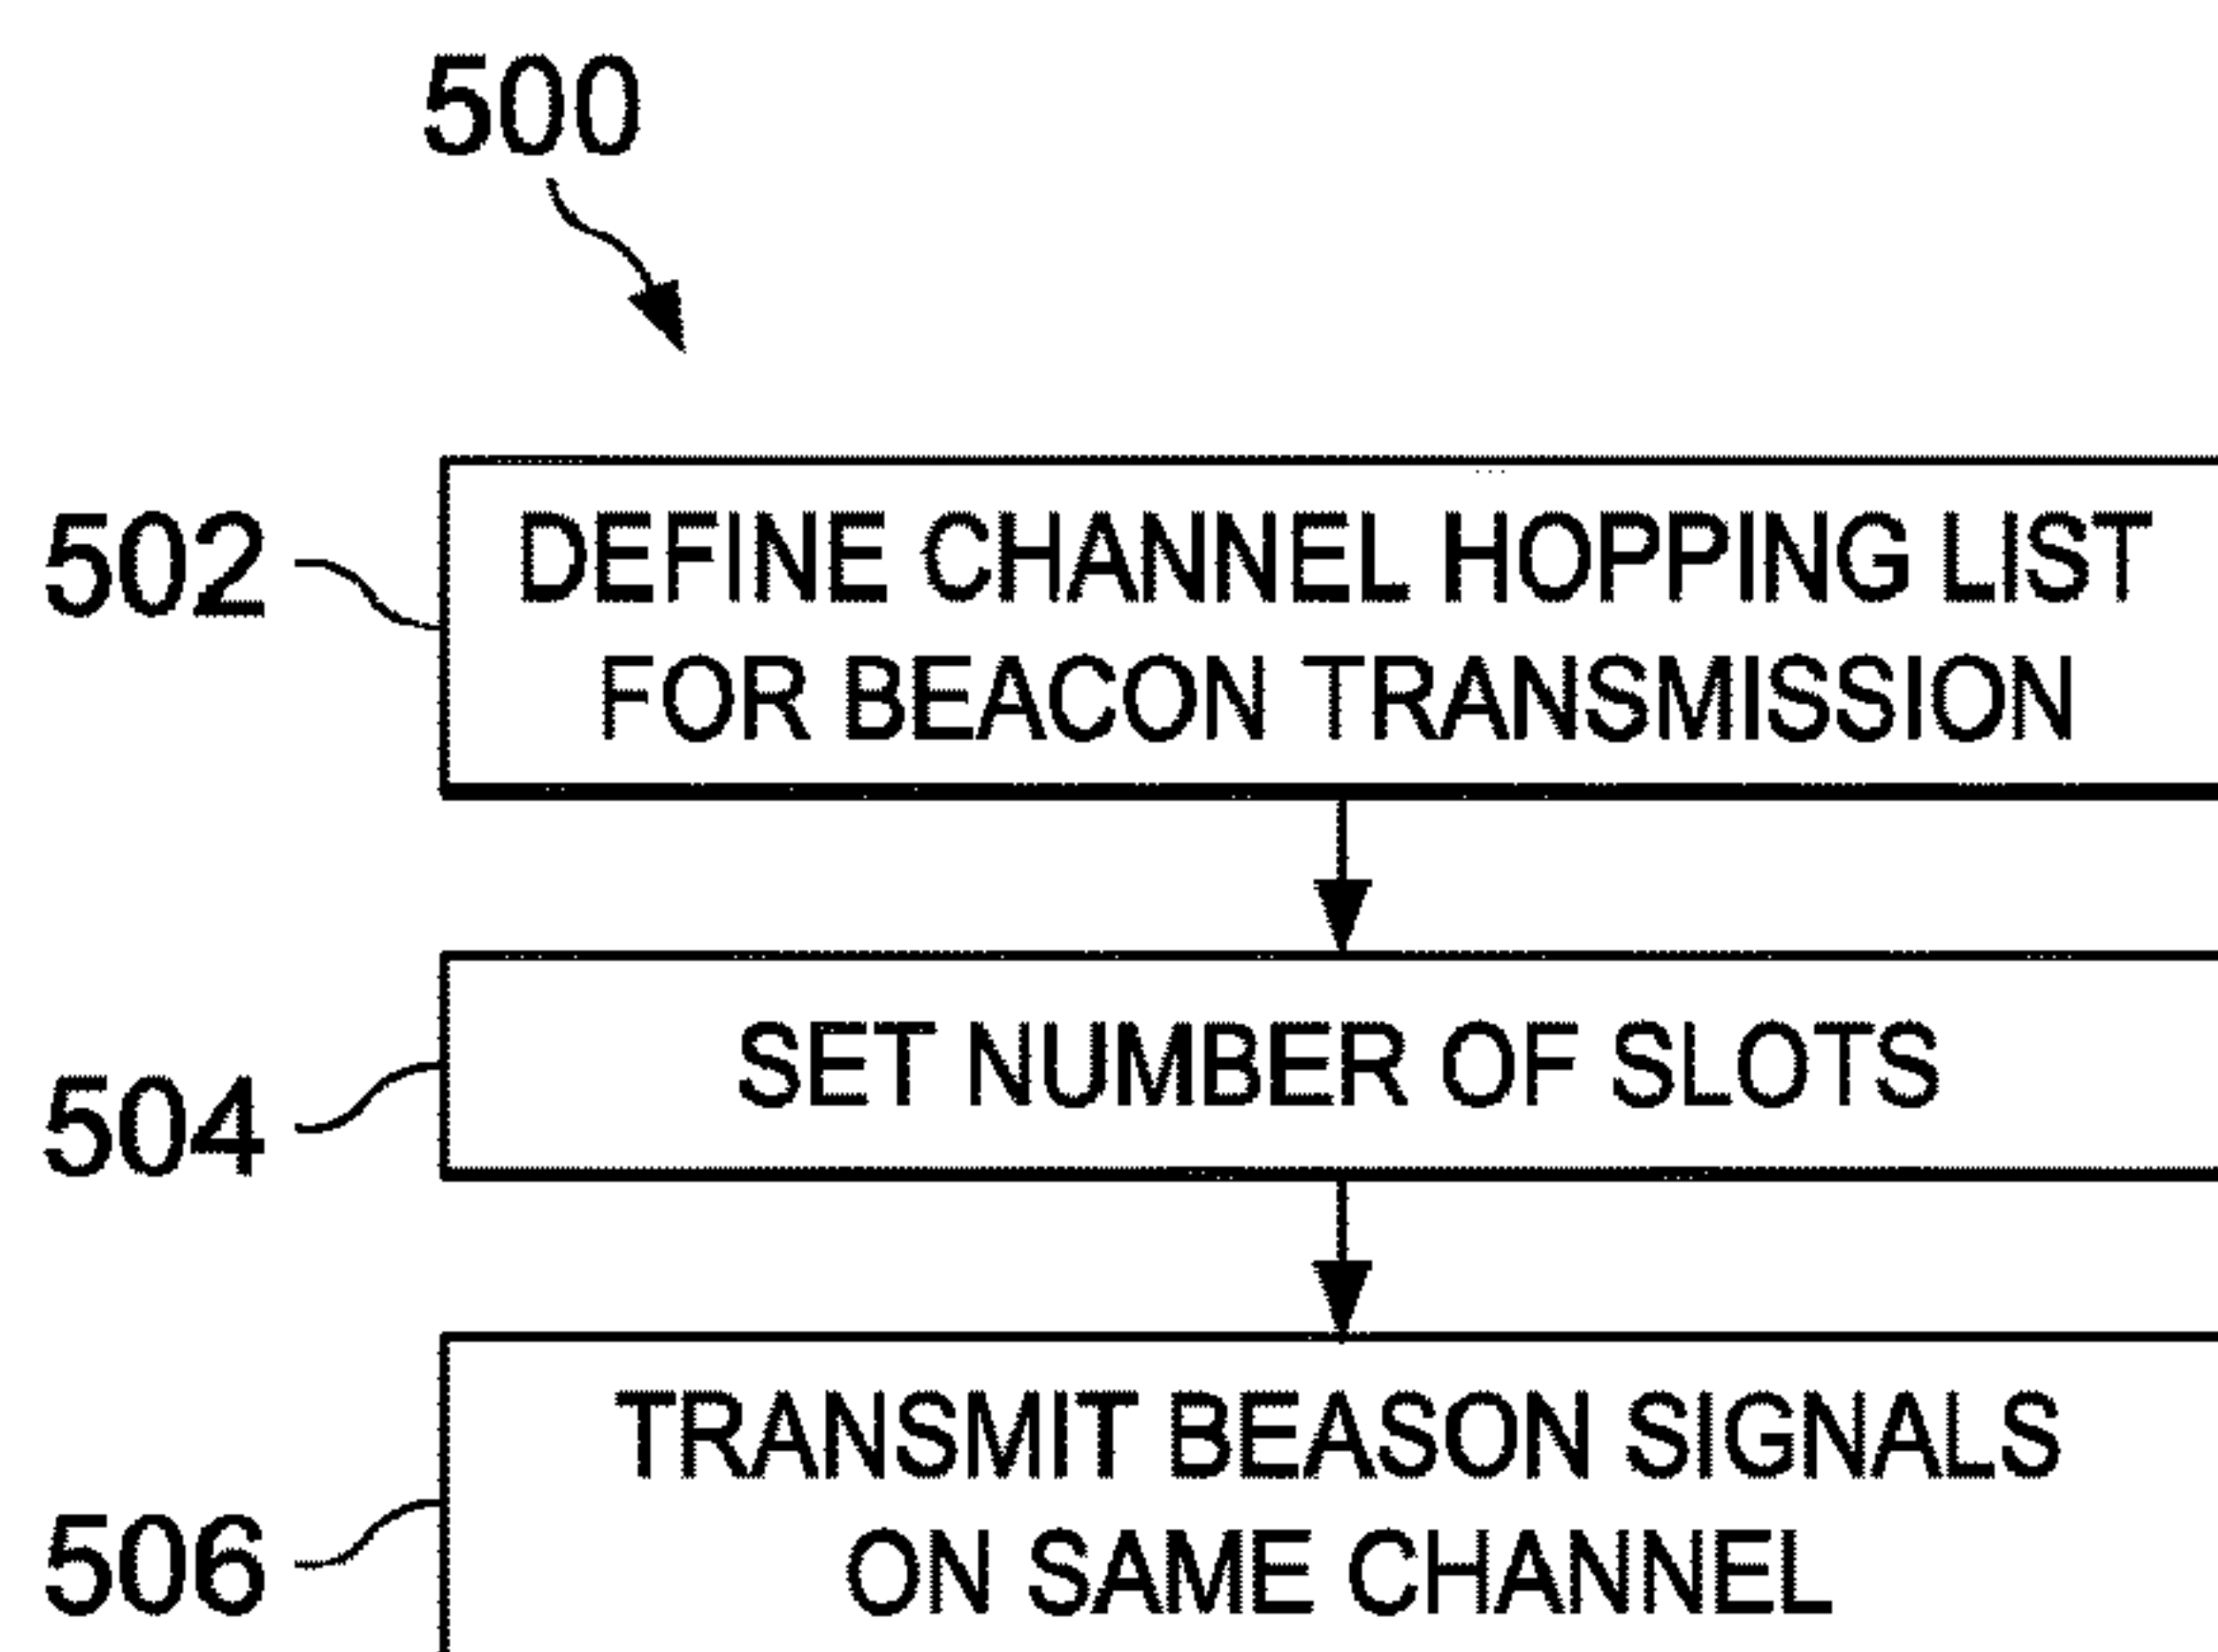 500
502
DEFINE CHANNEL HOPPING LIST
FOR BEACON TRANSMISSION
504
SET NUMBER OF SLOTS
506
TRANSMIT BEASON SIGNALS
ON SAME CHANNEL